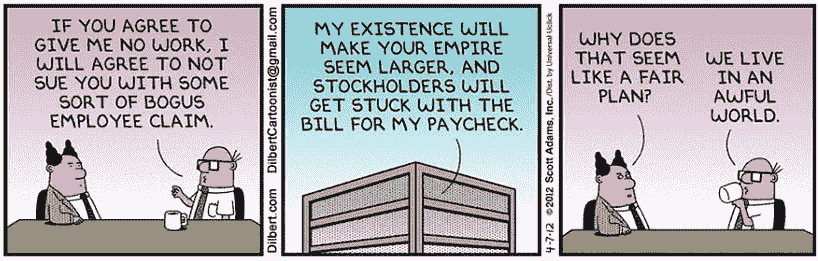 IF YOU AGREE TO
GIVE ME NO WORK, I
WILL AGREE TO NOT
SUE YOU WITH SOME
SORT OF BOGUS
EMPLOYEE CLAIM.
Dilbert.com DilbertCartoonist@gmail.com
MY EXISTENCE WILL
MAKE YOUR EMPIRE
SEEM LARGER, AND
STOCKHOLDERS WILL
GET STUCK WITH THE
BILL FOR MY PAYCHECK.
4-7-12 © 2012 Scott Adams, Inc. /Dist. by Universal Uclick
WHY DOES
THAT SEEM
LIKE A FAIR
PLAN?
WE LIVE
IN AN
AWFUL
WORLD.